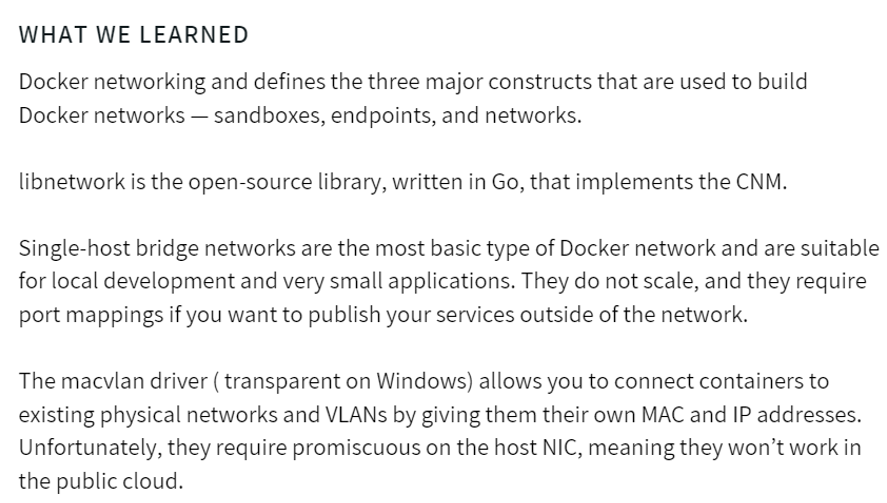 WHAT WE LEARNED
Docker networking and defines the three major constructs that are used to build
Docker networks — sandboxes, endpoints, and networks.
libnetwork is the open-source library, written in Go, that implements the CNM.
Single-host bridge networks are the most basic type of Docker network and are suitable
for local development and very small applications. They do not scale, and they require
port mappings if you want to publish your services outside of the network.
The macvlan driver ( transparent on Windows) allows you to connect containers to
existing physical networks and VLANs by giving them their own MAC and IP addresses.
Unfortunately, they require promiscuous on the host NIC, meaning they won’t work in
the public cloud.